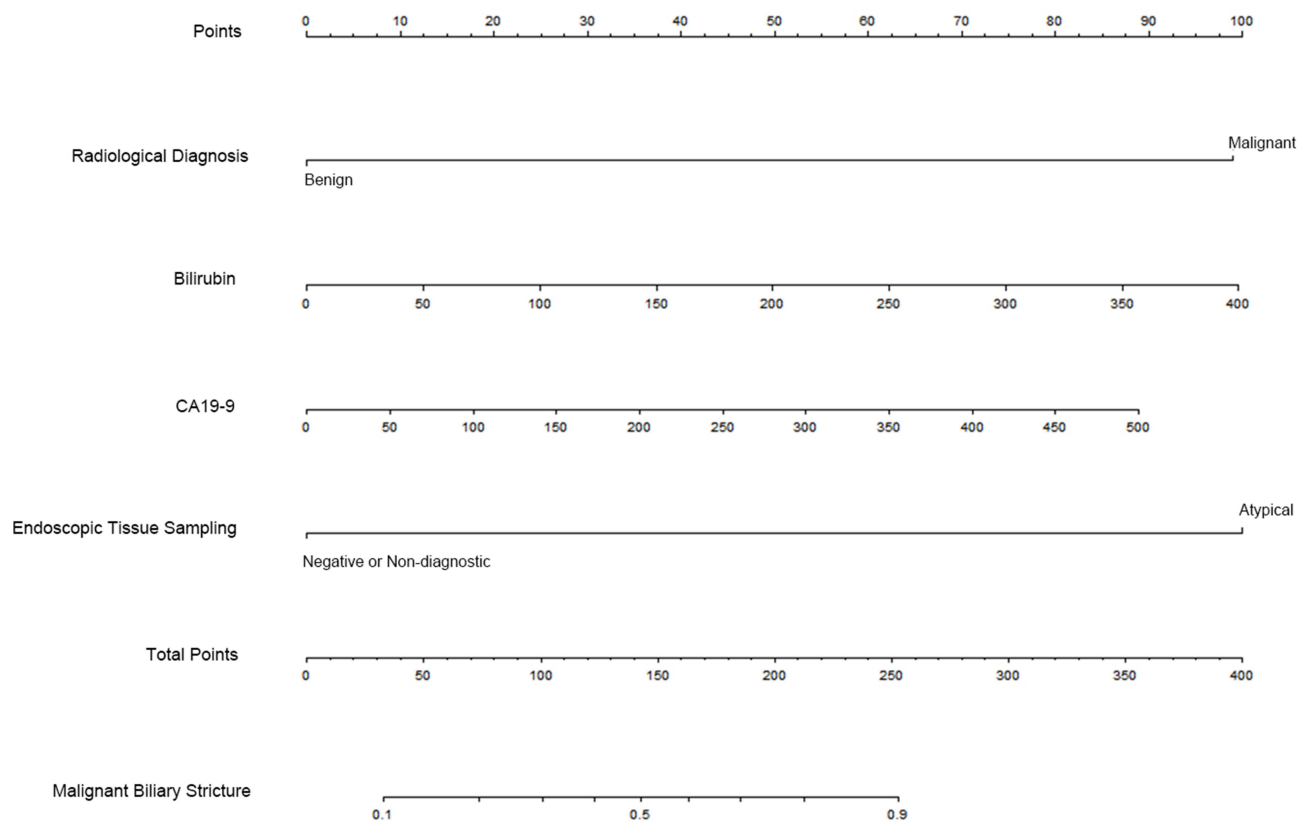 Points
0 10 20 30 40 50 60 70 80 90 100
Malignant
Radiological Diagnosis
Benign
Bilirubin
0 50 100 150 200 250 300 350 400
CA19-9
0 50 100 150 200 250 300 350 400 450 500
Atypical
Endoscopic Tissue Sampling
Negative or Non-diagnostic
Total Points
0 50 100 150 200 250 300 350 400
Malignant Biliary Stricture
0.1 0.5 0.9